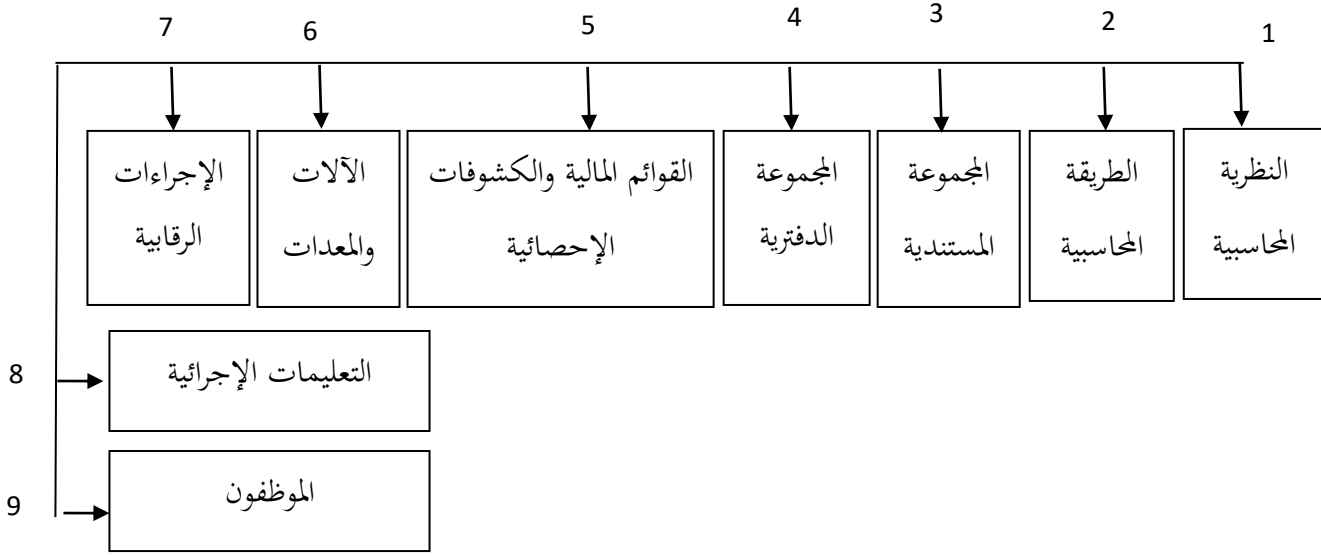 1
2
3
4
5
6
7
النظرية
المحاسبية
الطريقة
المحاسبية
المجموعة
المستندية
المجموعة
الدفترية
القوائم المالية والكشوفات
الإحصائية
الآلات
والمعدات
الإجراءات
الرقابية
8
التعليمات الإجرائية
9
الموظفون